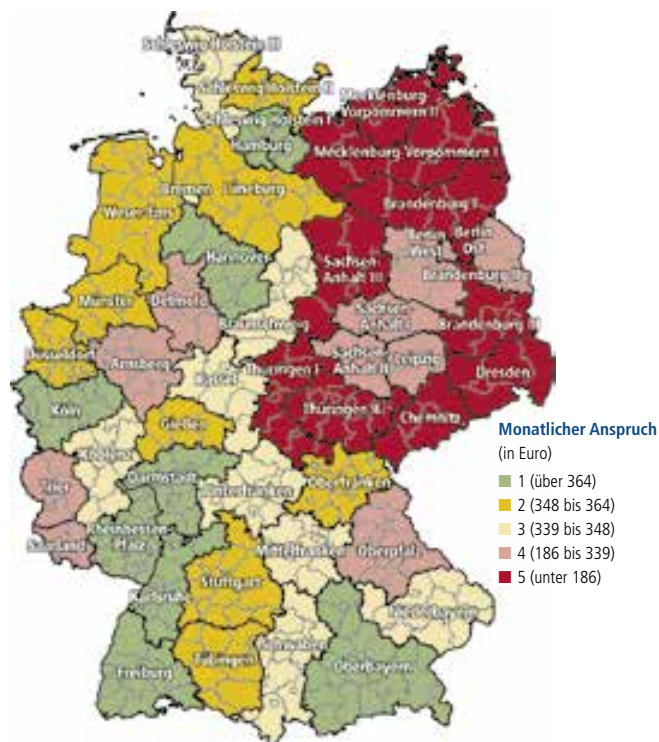 Schleswig Holstein III
Schleswig Holstein II
Mecklenburg-
Vorpommern II
Schleswig Holstein I
Hamburg
Mecklenburg-Vorpommern I
Bremen
Lüneburg
Weser-Ems
Brandenburg I
Berlin
West
Berlin
Ost
Hannover
Sachsen-
Anhalt III
Brandenburg II
Münster
Detmold
Braunschweig
Sachsen-
Anhalt I
Brandenburg III
Düsseldorf
Arnsberg
Kassel
Sachsen-
Anhalt II
Leipzig
Thüringen I
Dresden
Köln
Gießen
Thüringen II
Chemnitz
Koblenz
Darmstadt
Unterfranken
Oberfranken
Trier
Rheinhessen-
Pfalz
Saarland
Mittelfranken
Oberpfalz
Karlsruhe
Stuttgart
Niederbayern
Schwaben
Freiburg
Tübingen
Oberbayern
Monatlicher Anspruch
(in Euro)
1 (über 364)
2 (348 bis 364)
3 (339 bis 348)
4 (186 bis 339)
5 (unter 186)